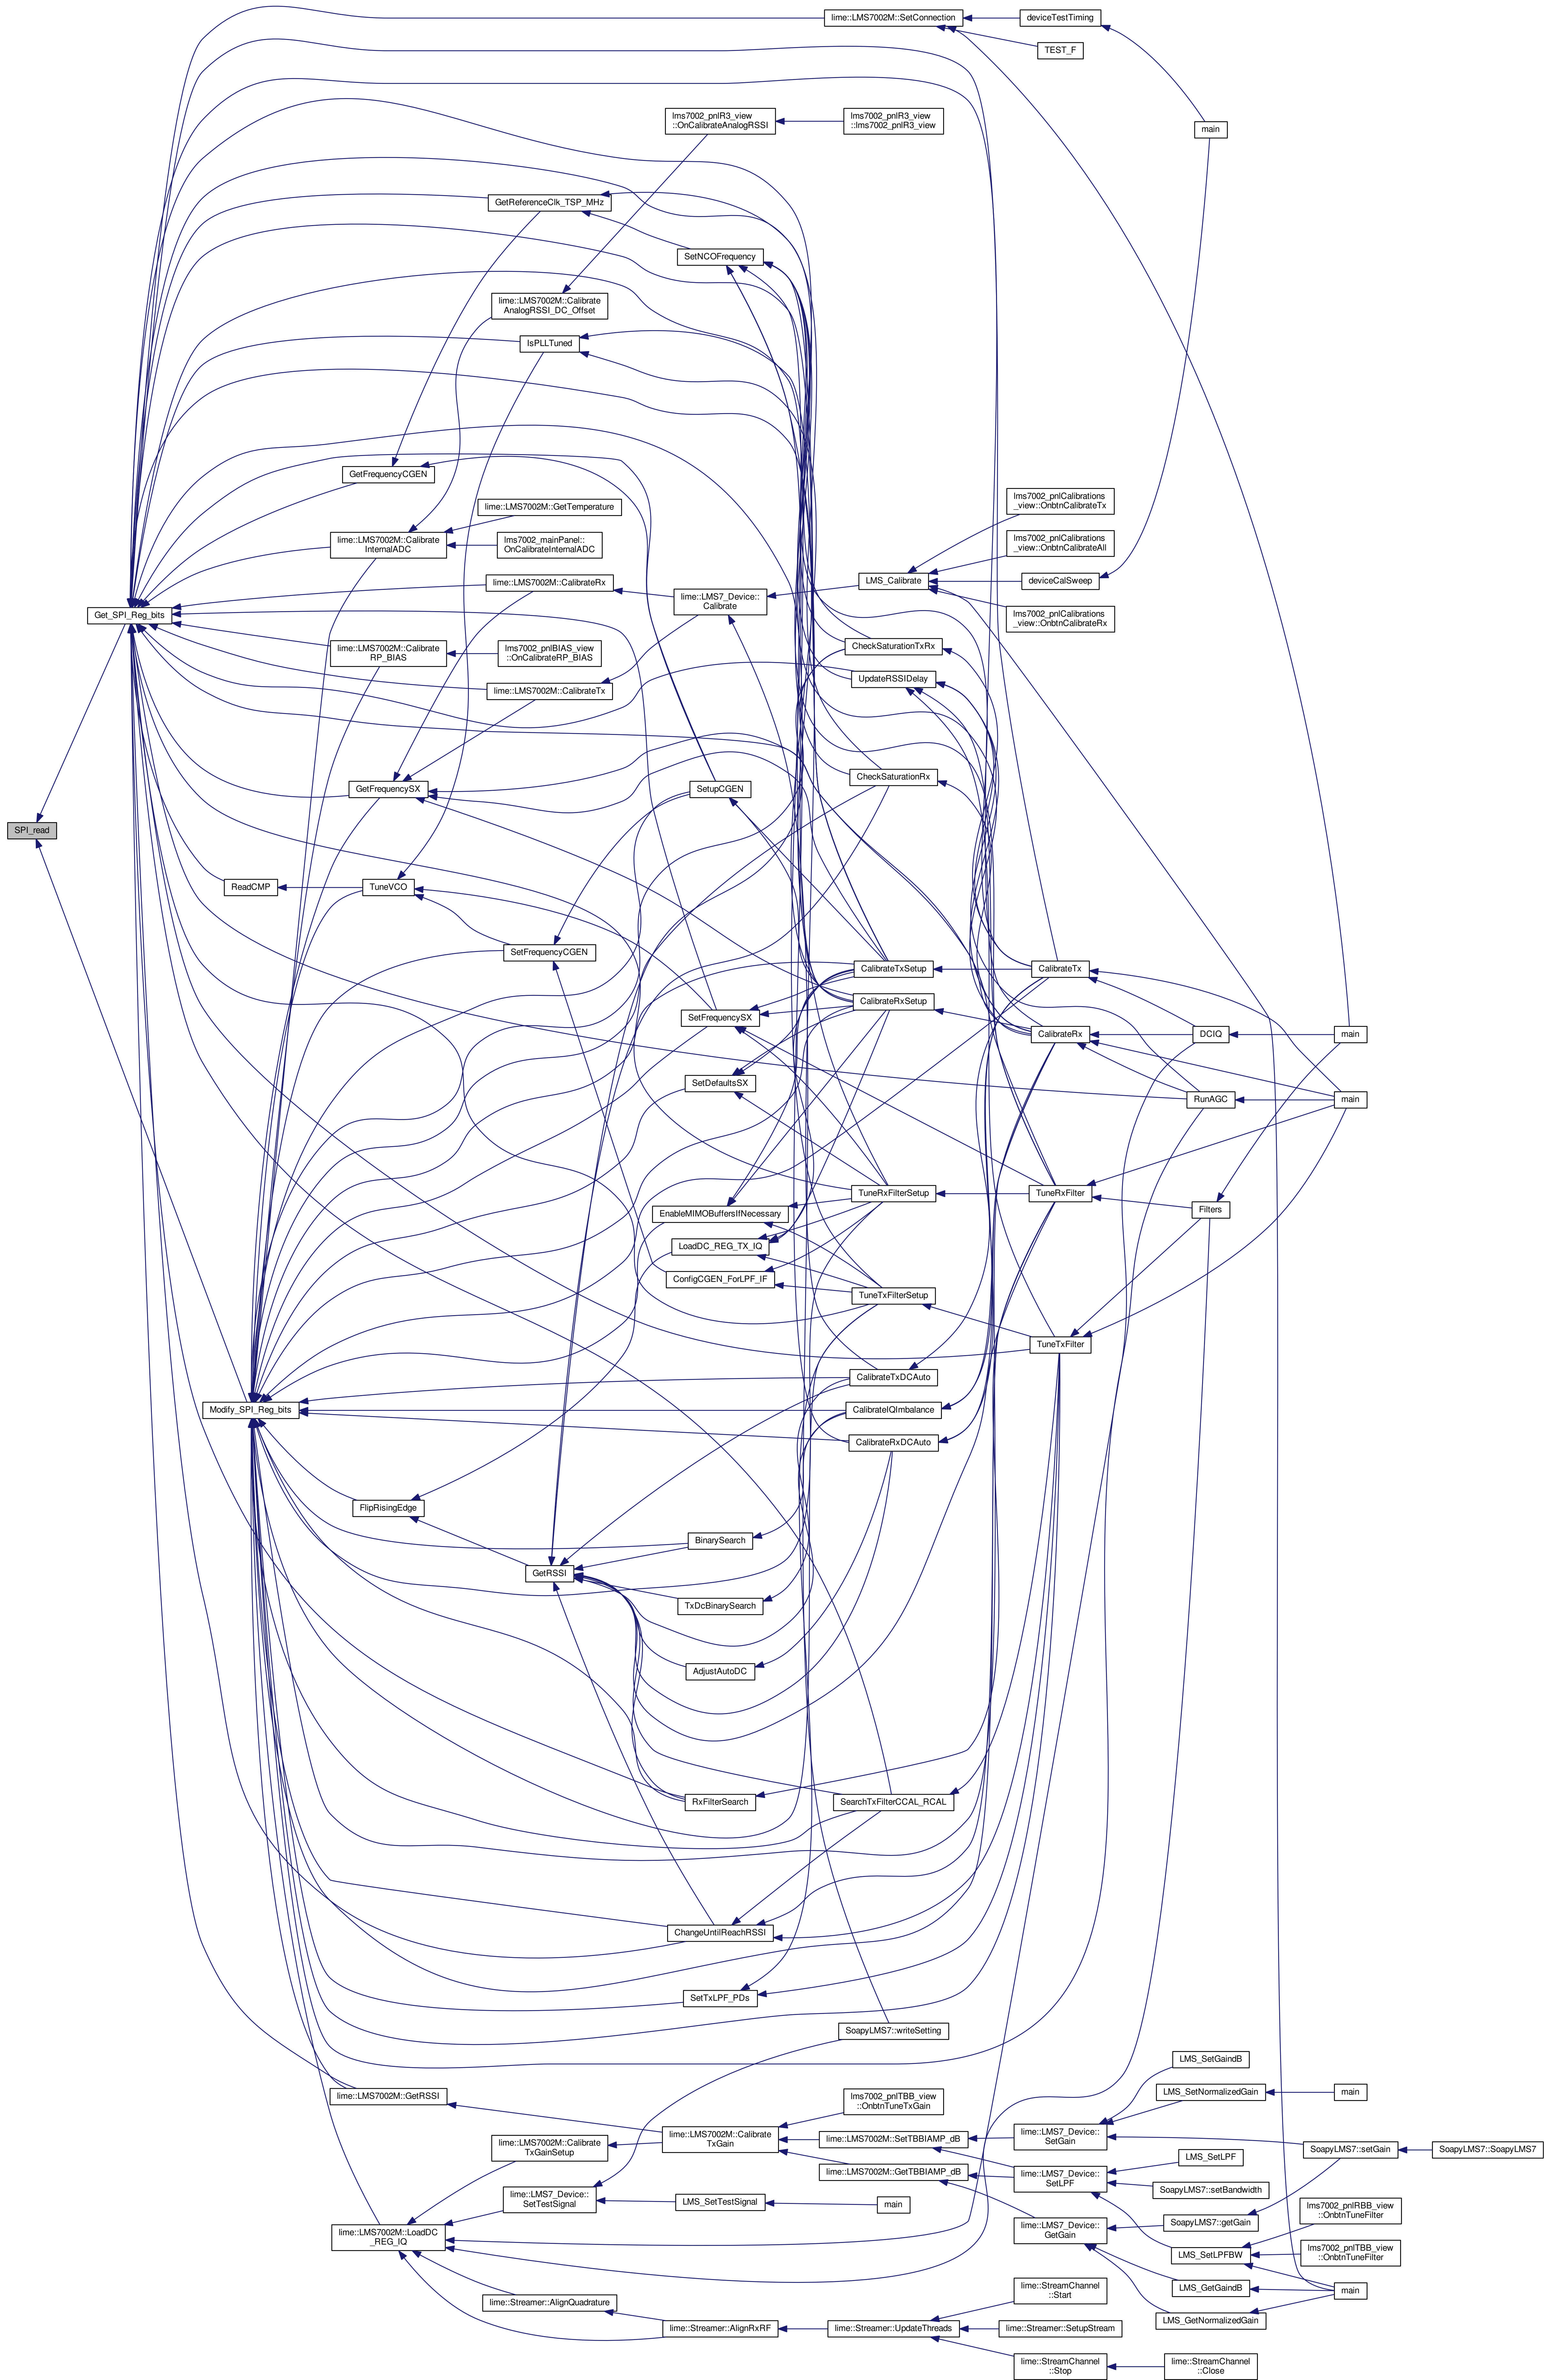 lime::LMS7002M::SetConnection
deviceTestTiming
TEST_F
main
lms7002_pnlR3_view
::OnCalibrateAnalogRSSI
lms7002_pnlR3_view
::lms7002_pnlR3_view
GetReferenceClk_TSP_MHz
SetNCOFrequency
lime::LMS7002M::Calibrate
AnalogRSSI_DC_Offset
IsPLLTuned
GetFrequencyCGEN
lime::LMS7002M::GetTemperature
lime::LMS7002M::Calibrate
InternalADC
lms7002_mainPanel::
OnCalibrateInternalADC
lms7002_pnlCalibrations
_view::OnbtnCalibrateTx
lms7002_pnlCalibrations
_view::OnbtnCalibrateAll
LMS_Calibrate
deviceCalSweep
lms7002_pnlCalibrations
_view::OnbtnCalibrateRx
lime::LMS7002M::CalibrateRx
lime::LMS7_Device::
Calibrate
Get_SPI_Reg_bits
lime::LMS7002M::Calibrate
RP_BIAS
lms7002_pnlBIAS_view
::OnCalibrateRP_BIAS
CheckSaturationTxRx
UpdateRSSIDelay
lime::LMS7002M::CalibrateTx
GetFrequencySX
SetupCGEN
CheckSaturationRx
SPI_read
ReadCMP
TuneVCO
SetFrequencyCGEN
CalibrateTxSetup
CalibrateTx
CalibrateRxSetup
SetFrequencySX
CalibrateRx
DCIQ
main
SetDefaultsSX
RunAGC
main
TuneRxFilterSetup
TuneRxFilter
EnableMIMOBuffersIfNecessary
Filters
LoadDC_REG_TX_IQ
ConfigCGEN_ForLPF_IF
TuneTxFilterSetup
TuneTxFilter
CalibrateTxDCAuto
Modify_SPI_Reg_bits
CalibrateIQImbalance
CalibrateRxDCAuto
FlipRisingEdge
BinarySearch
GetRSSI
TxDcBinarySearch
AdjustAutoDC
RxFilterSearch
SearchTxFilterCCAL_RCAL
ChangeUntilReachRSSI
SetTxLPF_PDs
SoapyLMS7::writeSetting
LMS_SetGaindB
lime::LMS7002M::GetRSSI
lms7002_pnlTBB_view
::OnbtnTuneTxGain
LMS_SetNormalizedGain
main
lime::LMS7002M::Calibrate
TxGainSetup
lime::LMS7002M::Calibrate
TxGain
lime::LMS7002M::SetTBBIAMP_dB
lime::LMS7_Device::
SetGain
SoapyLMS7::setGain
SoapyLMS7::SoapyLMS7
LMS_SetLPF
lime::LMS7002M::GetTBBIAMP_dB
lime::LMS7_Device::
SetLPF
SoapyLMS7::setBandwidth
lime::LMS7_Device::
SetTestSignal
LMS_SetTestSignal
main
lms7002_pnlRBB_view
::OnbtnTuneFilter
lime::LMS7_Device::
GetGain
SoapyLMS7::getGain
lime::LMS7002M::LoadDC
_REG_IQ
LMS_SetLPFBW
lms7002_pnlTBB_view
::OnbtnTuneFilter
LMS_GetGaindB
main
lime::Streamer::AlignQuadrature
lime::StreamChannel
::Start
LMS_GetNormalizedGain
lime::Streamer::AlignRxRF
lime::Streamer::UpdateThreads
lime::Streamer::SetupStream
lime::StreamChannel
::Stop
lime::StreamChannel
::Close